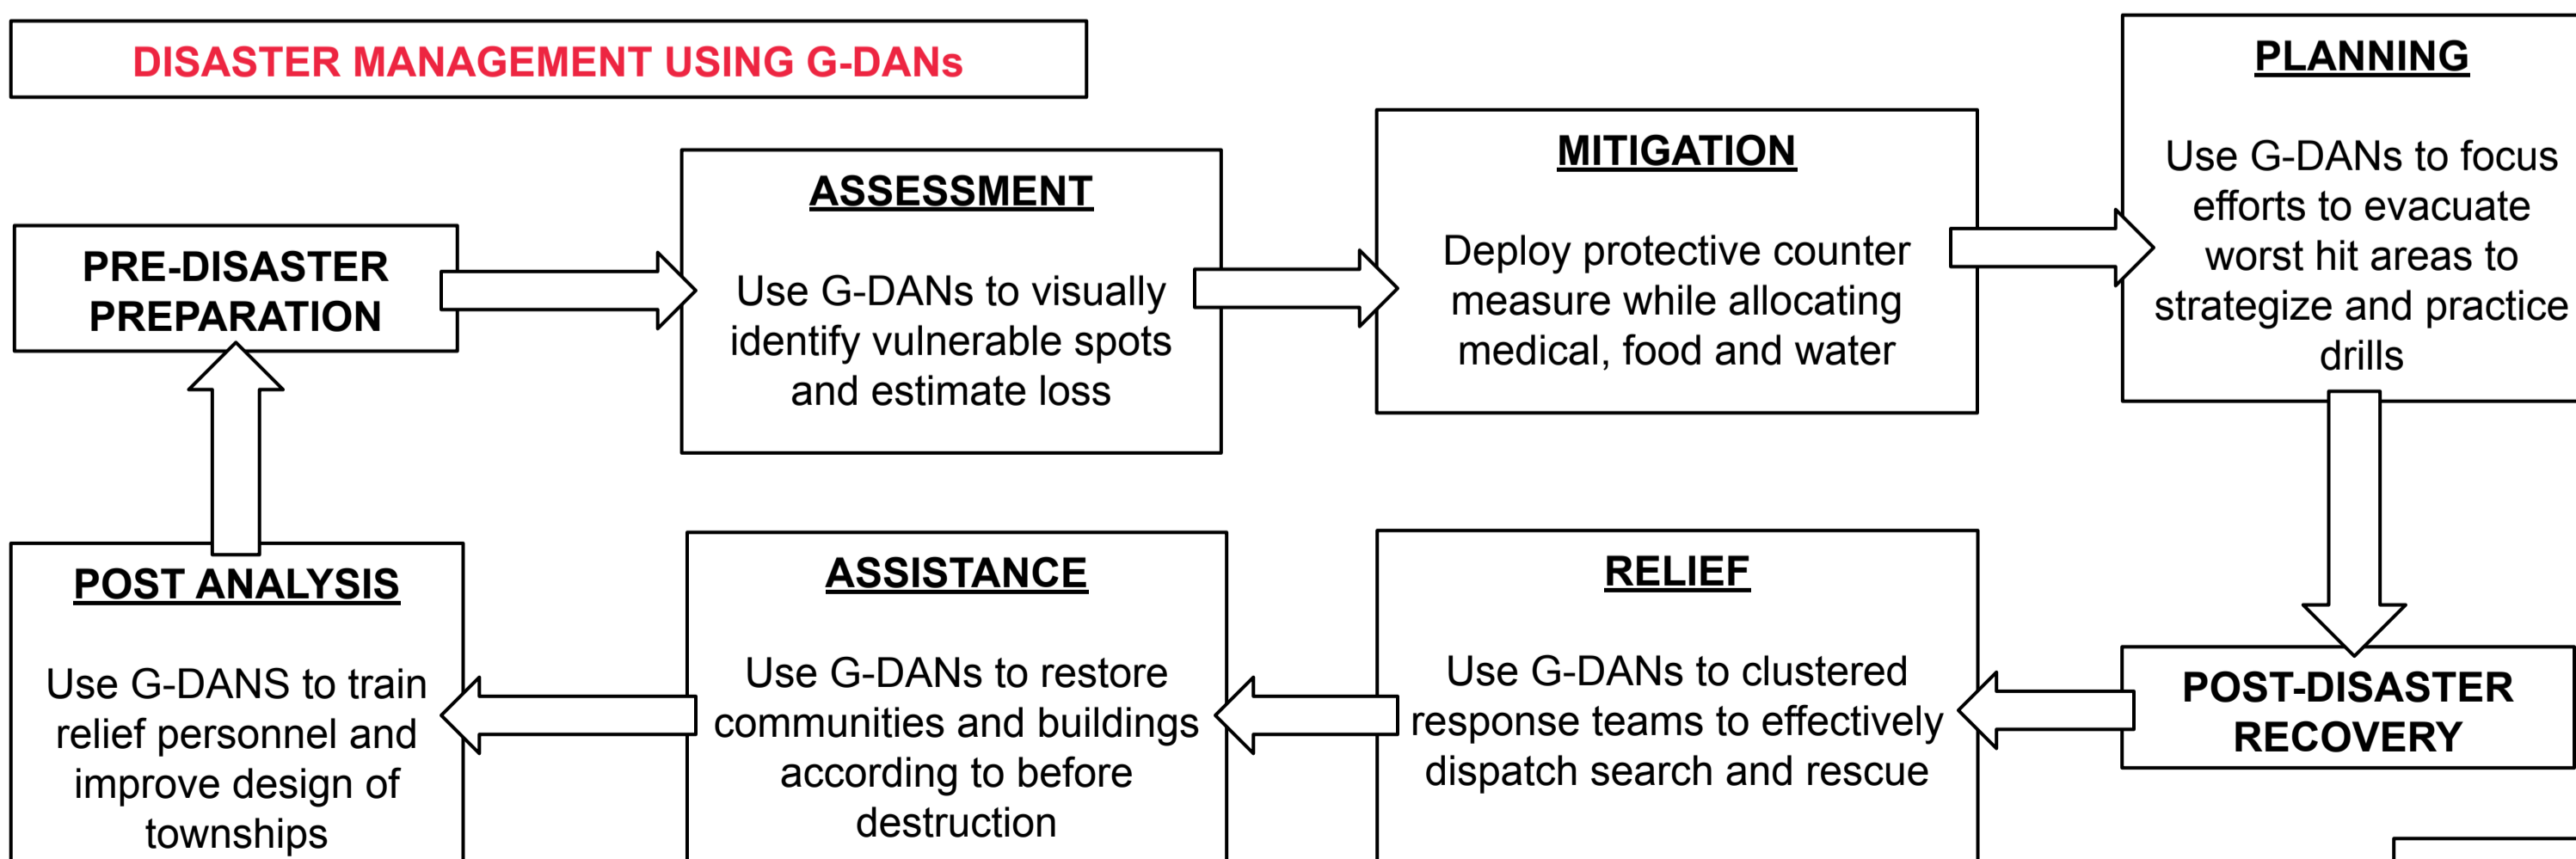 DISASTER MANAGEMENT USING G-DANs
PRE-DISASTER
PREPARATION
ASSESSMENT
Use G-DANs to visually
identify vulnerable spots
and estimate loss
MITIGATION
Deploy protective counter
measure while allocating
medical, food and water
PLANNING
Use G-DANs to focus
efforts to evacuate
worst hit areas to
strategize and practice
drills
POST-DISASTER
RECOVERY
RELIEF
Use G-DANs to clustered
response teams to effectively
dispatch search and rescue
ASSISTANCE
Use G-DANs to restore
communities and buildings
according to before
destruction
POST ANALYSIS
Use G-DANS to train
relief personnel and
improve design of
townships